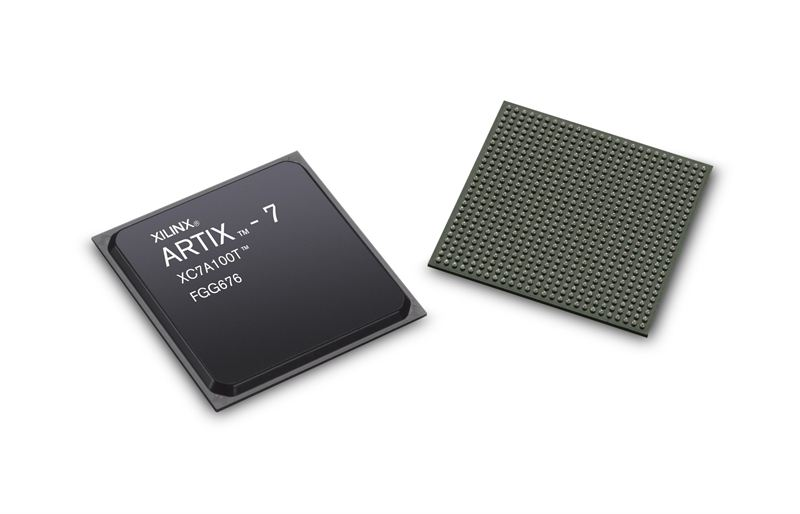 XILINX®
ARTIX™-7
XC7A100T™
FGG676